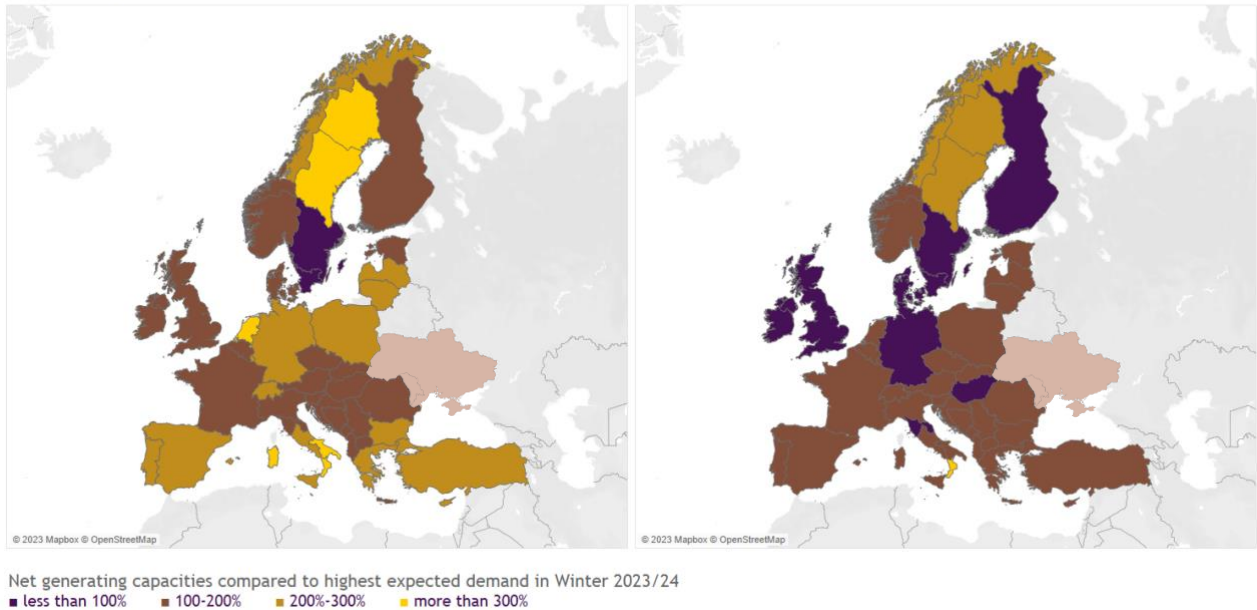 © 2023 Mapbox © OpenStreetMap
© 2023 Mapbox © OpenStreetMap
Net generating capacities compared to highest expected demand in Winter 2023/24
less than 100% 100-200% 200%-300% more than 300%